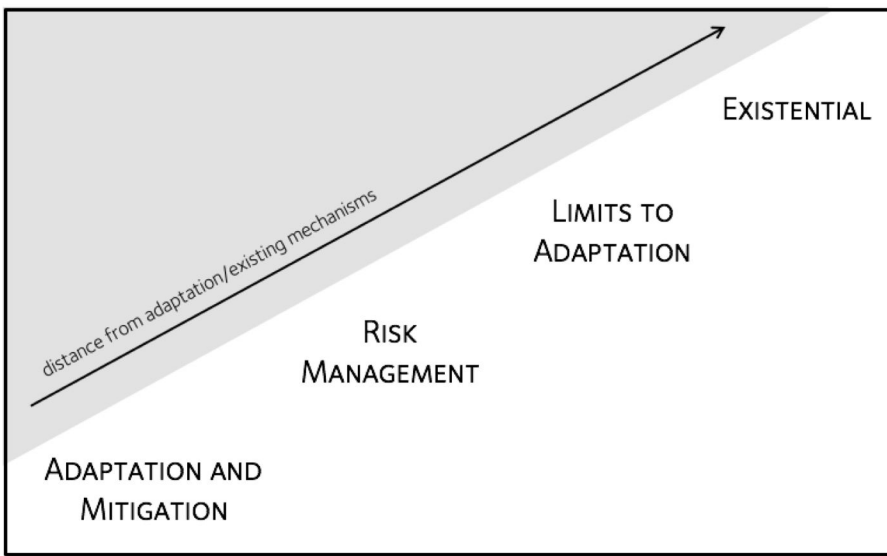 EXISTENTIAL
LIMITS TO
ADAPTATION
distance from adaptation/existing mechanisms
RISK
MANAGEMENT
ADAPTATION AND
MITIGATION